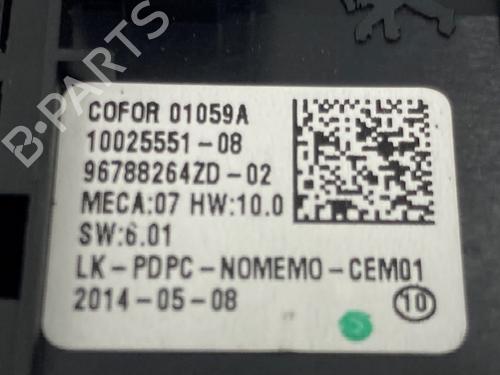 B-PARTS
COFOR 01059A
10025551-08
96788264ZD-02
MECA:07 HW:10.0
SW:6.01
LK-PDPC-NOMEMO-CEM01
2014-05-08
10